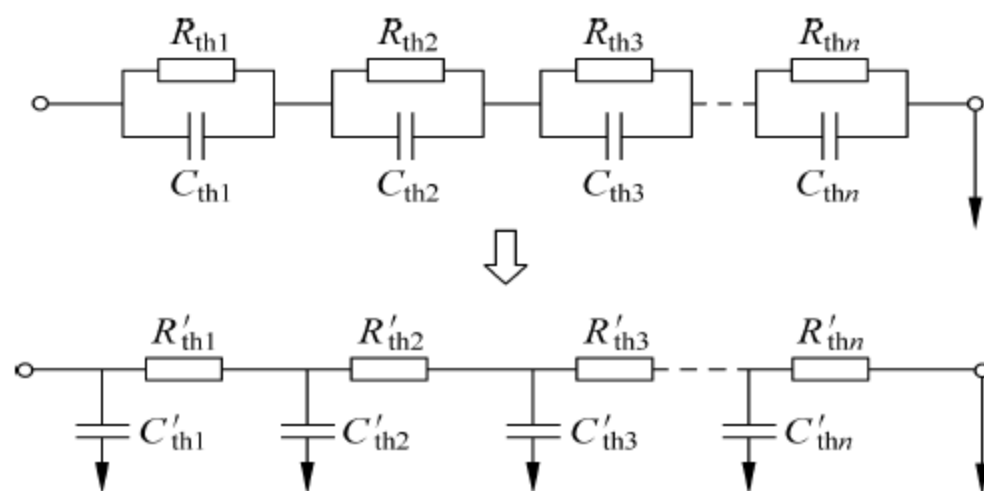 Rth1 Rth2 Rth3 Rthn
Cth1 Cth2 Cth3 Cthn
R′th1 R′th2 R′th3 R′thn
C′th1 C′th2 C′th3 C′thn